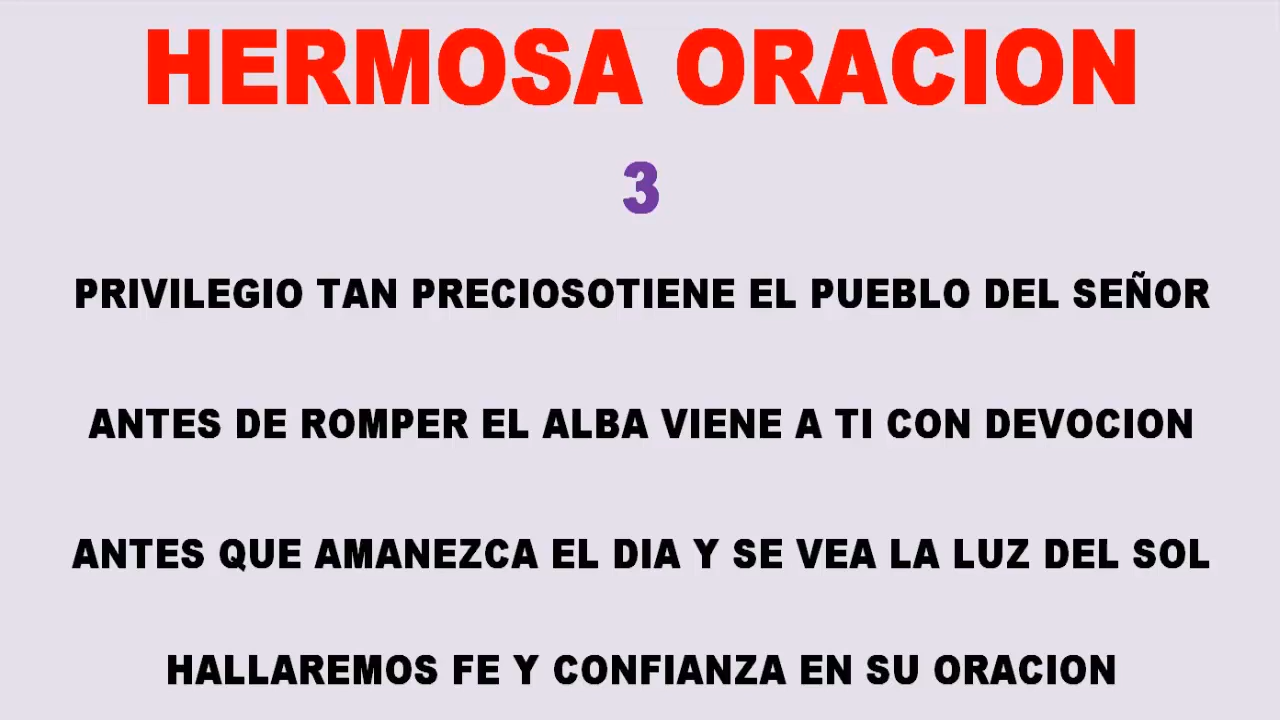 HERMOSA ORACION
3
PRIVILEGIO TAN PRECIOSOTIENE EL PUEBLO DEL SEÑOR
ANTES DE ROMPER EL ALBA VIENE A TI CON DEVOCION
ANTES QUE AMANEZCA EL DIA Y SE VEA LA LUZ DEL SOL
HALLAREMOS FE Y CONFIANZA EN SU ORACION